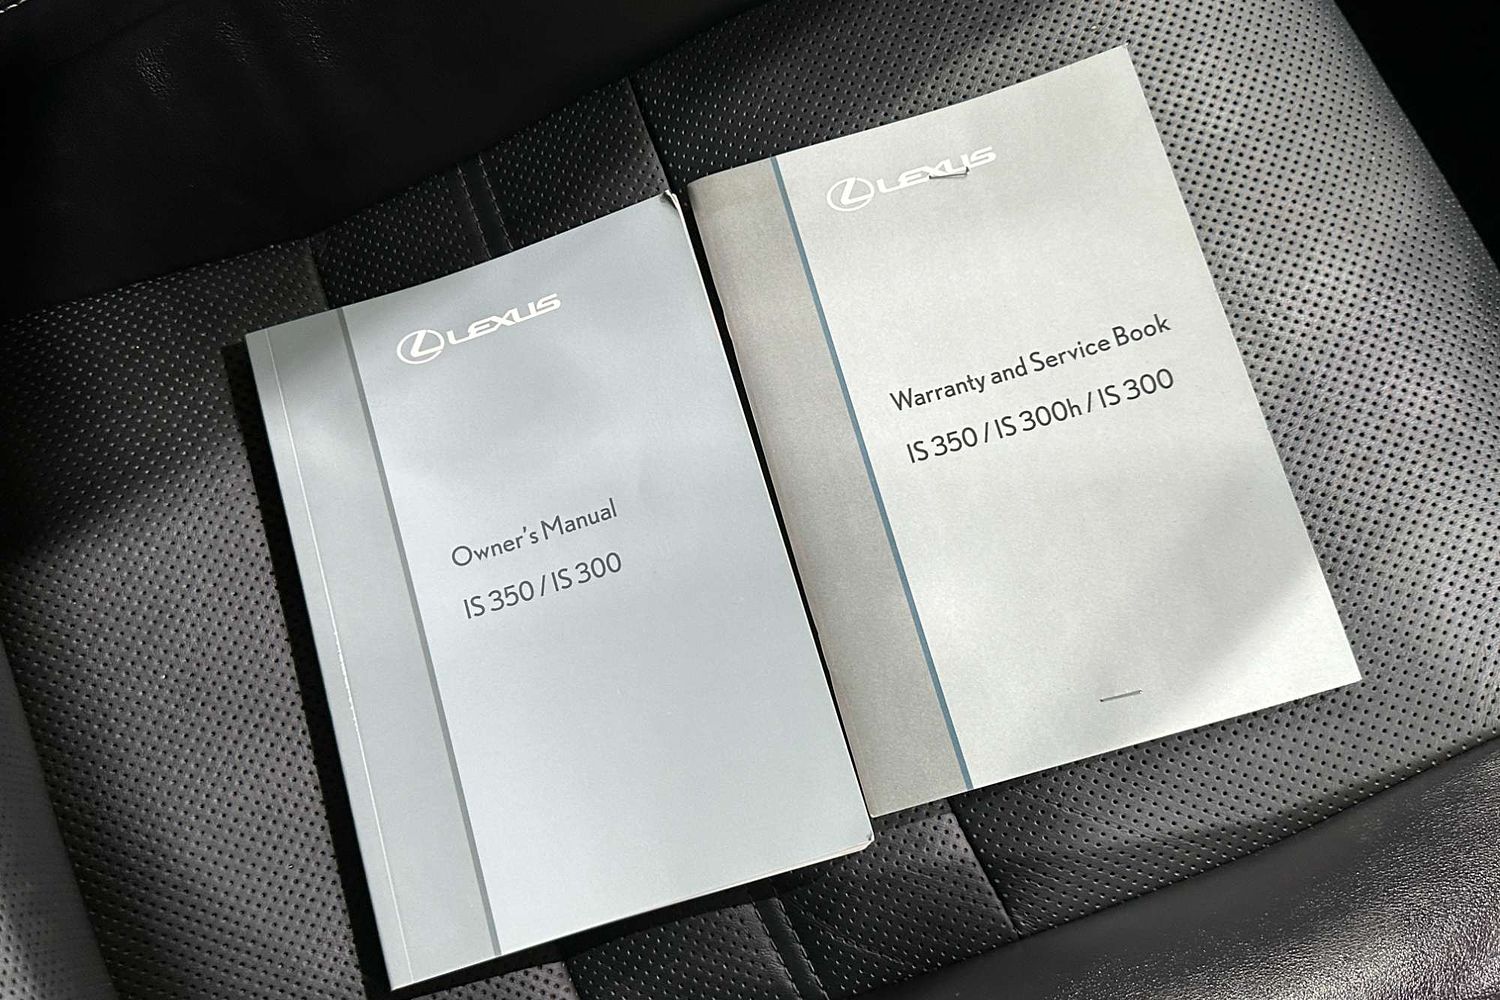 LEXUS
Owner's Manual
IS 350 / IS 300
LEXUS
Warranty and Service Book
IS 350 / IS 300h / IS 300